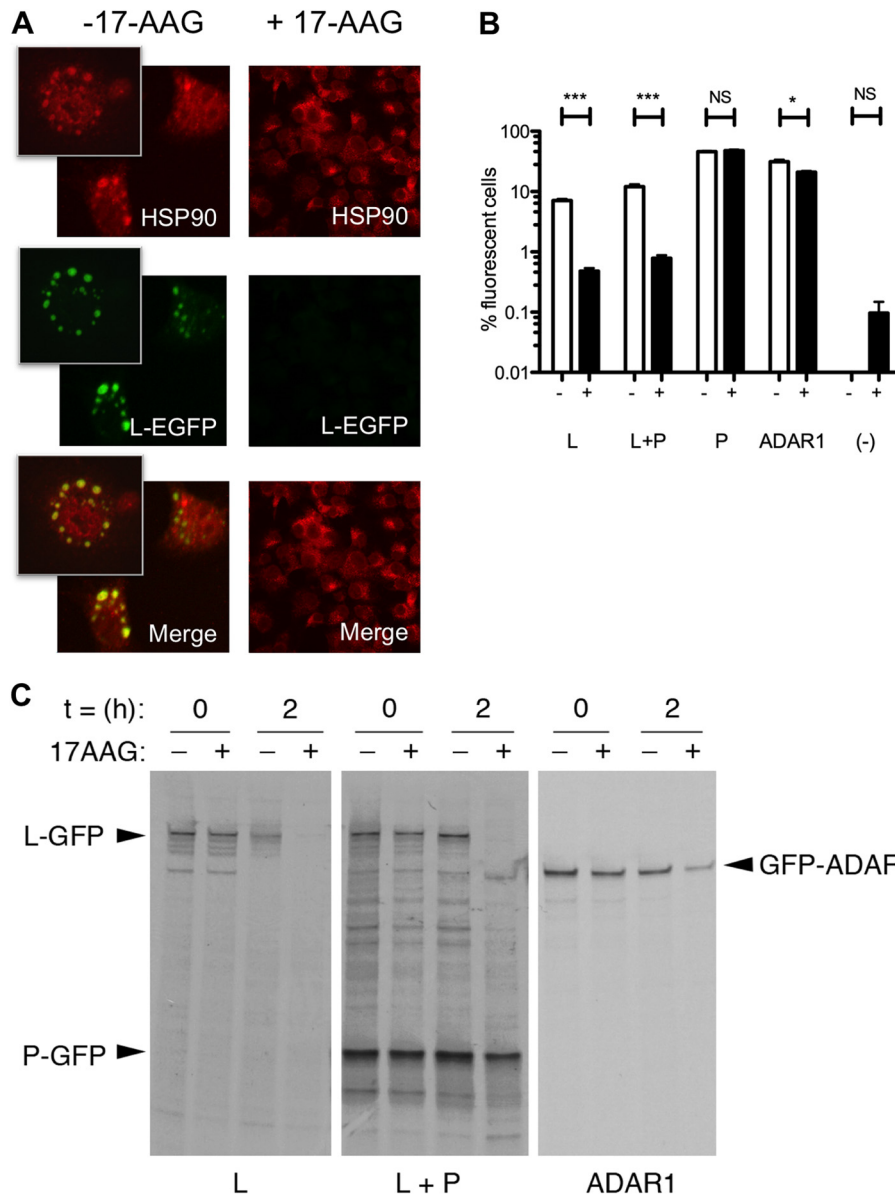 A
-17-AAG + 17-AAG
HSP90 HSP90
L-EGFP L-EGFP
Merge Merge
B
*** *** NS * NS
% fluorescent cells
100
10
1
0.1
0.01
- + - + - + - + - +
L L+P P ADAR1 (-)
C
t = (h): 0 2 0 2 0 2
17AAG: – + – + – + – + – + – +
L-GFP
GFP-ADAR
P-GFP
L L + P ADAR1